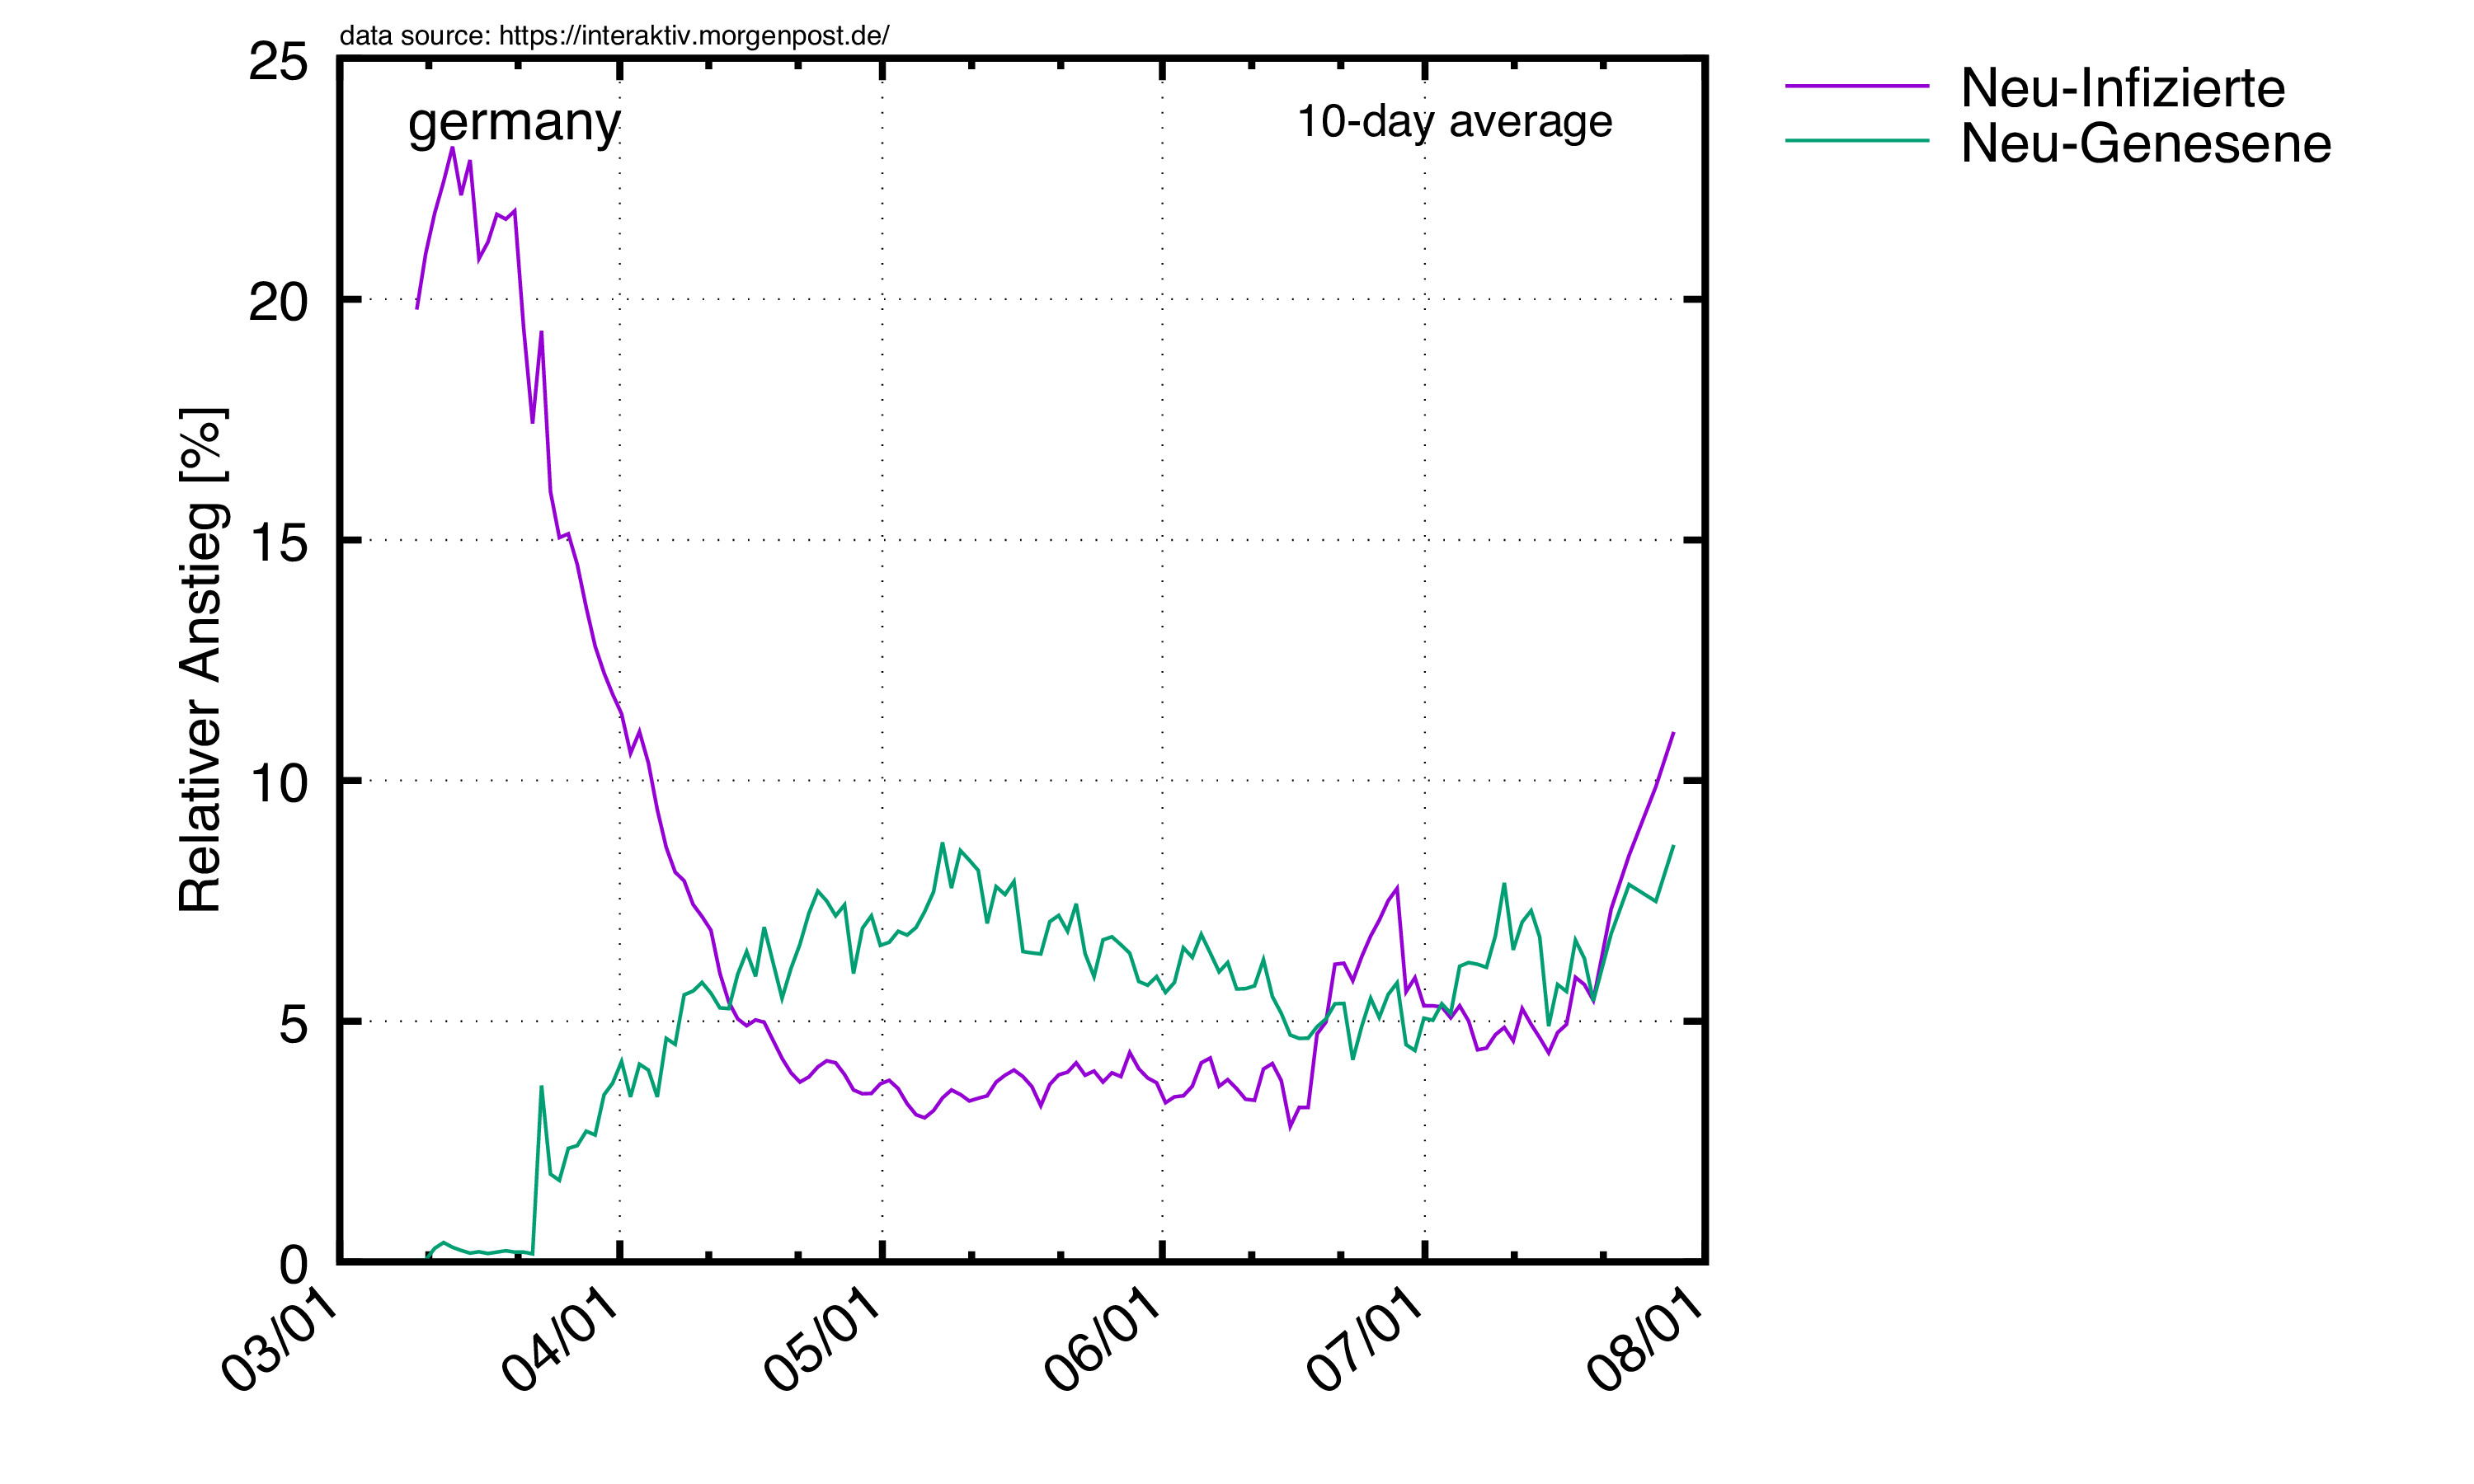 data source: https://interaktiv.morgenpost.de/
germany
10-day average
Neu-Infizierte
Neu-Genesene
Relativer Anstieg [%]
25
20
15
10
5
0
03/01
04/01
05/01
06/01
07/01
08/01